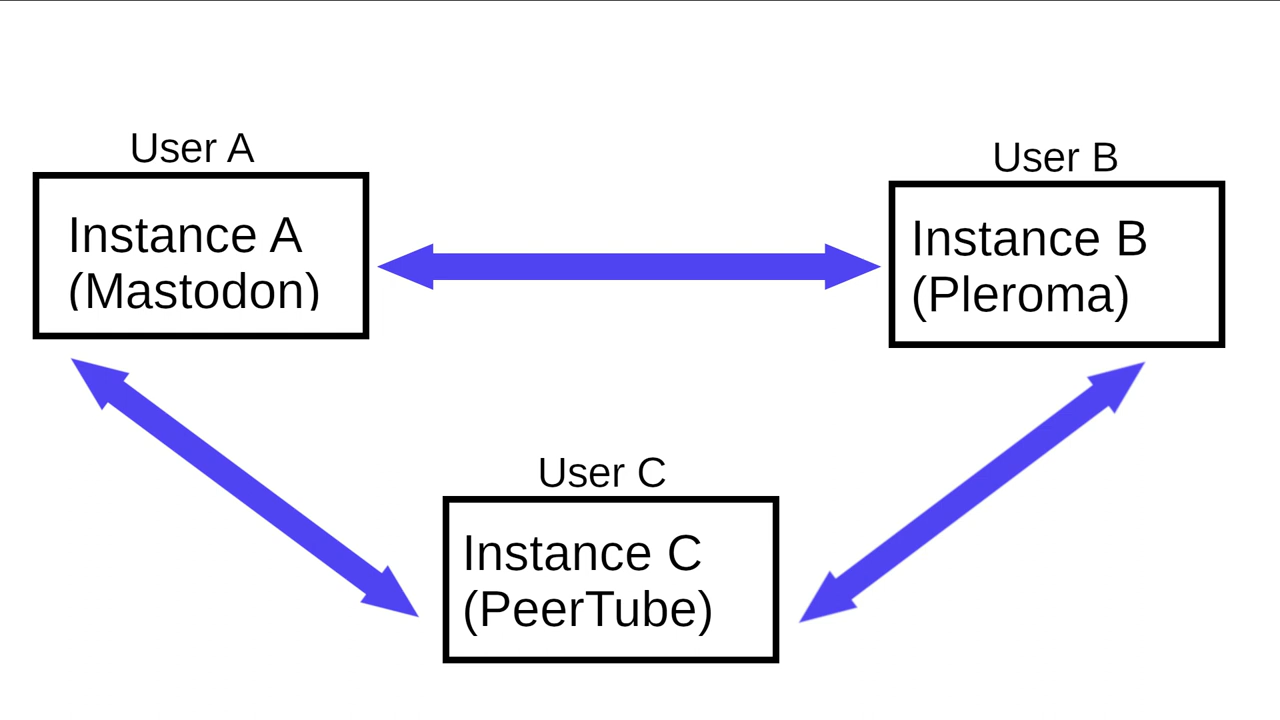 User A
Instance A
(Mastodon)
User B
Instance B
(Pleroma)
User C
Instance C
(PeerTube)